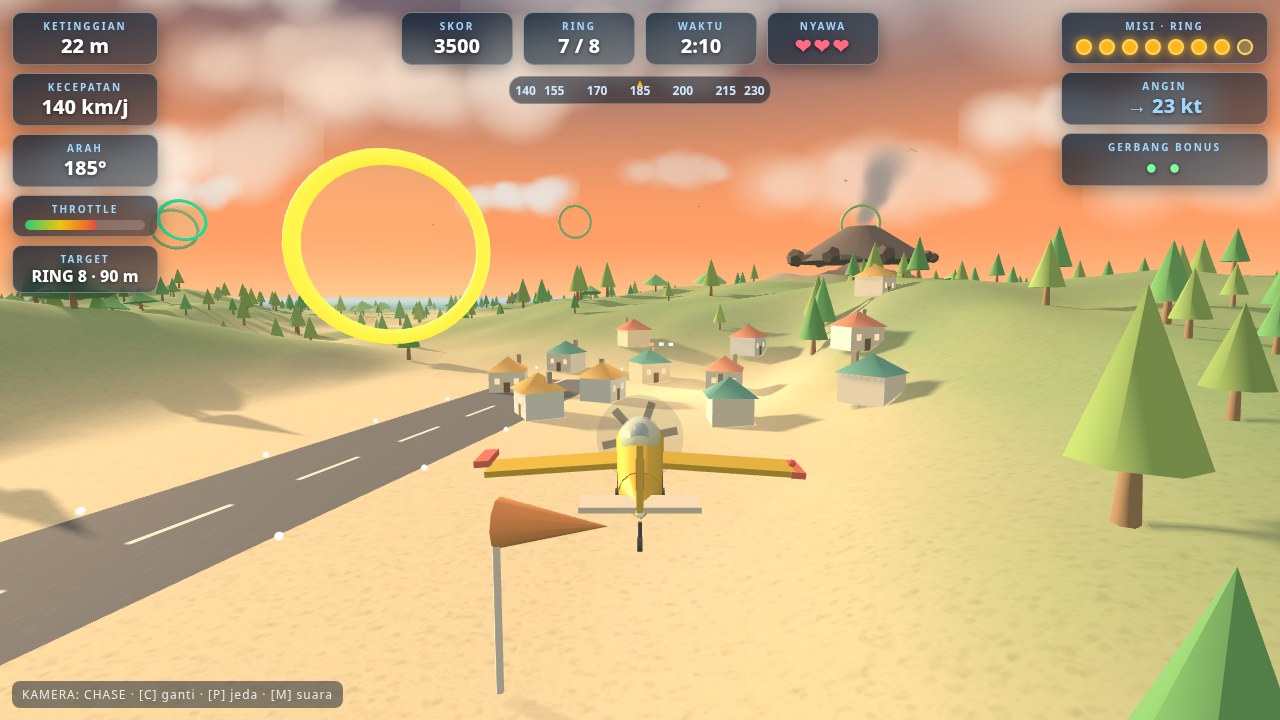 KETINGGIAN
22 m
KECEPATAN
140 km/j
ARAH
185°
THROTTLE
TARGET
RING 8 · 90 m
SKOR
3500
RING
7 / 8
WAKTU
2:10
NYAWA
140 155 170 185 200 215 230
MISI · RING
ANGIN
→ 23 kt
GERBANG BONUS
KAMERA: CHASE · [C] ganti · [P] jeda · [M] suara